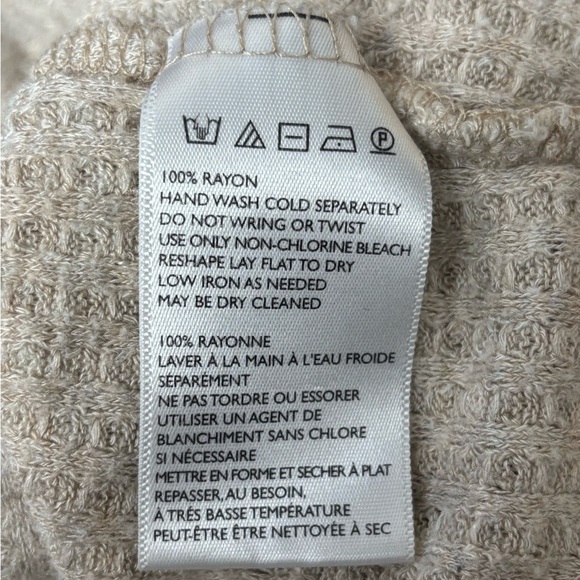 P
100% RAYON
HAND WASH COLD SEPARATELY
DO NOT WRING OR TWIST
USE ONLY NON-CHLORINE BLEACH
RESHAPE LAY FLAT TO DRY
LOW IRON AS NEEDED
MAY BE DRY CLEANED
100% RAYONNE
LAVER À LA MAIN À L'EAU FROIDE
SÉPARÉMENT
NE PAS TORDRE OU ESSORER
UTILISER UN AGENT DE
BLANCHIMENT SANS CHLORE
SI NÉCESSAIRE
METTRE EN FORME ET SECHER À PLAT
REPASSER, AU BESOIN,
À TRÉS BASSE TEMPÉRATURE
PEUT-ÊTRE ÊTRE NETTOYÉE À SEC